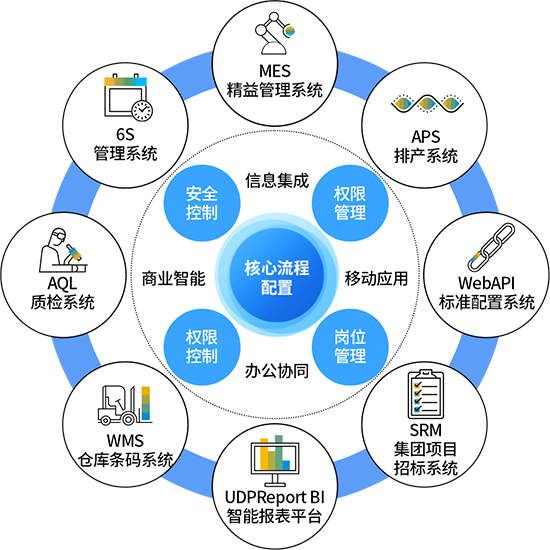 MES
精益管理系统
6S
管理系统
APS
排产系统
信息集成
安全
控制
权限
管理
AQL
质检系统
商业智能
核心流程
配置
移动应用
WebAPI
标准配置系统
权限
控制
岗位
管理
办公协同
WMS
仓库条码系统
SRM
集团项目
招标系统
UDPReport BI
智能报表平台